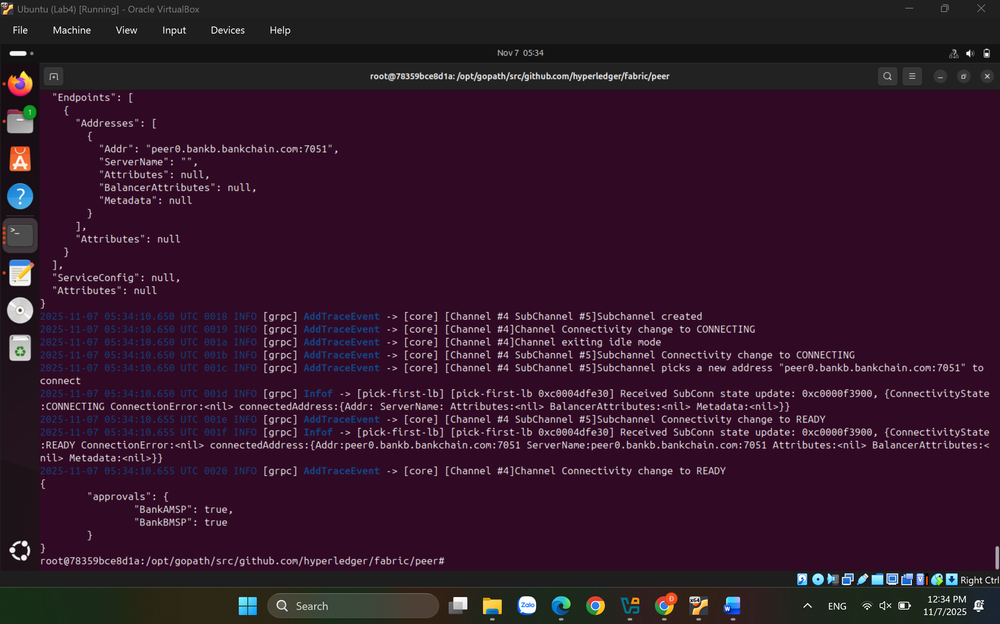 x64
Ubuntu (Lab4) [Running] - Oracle VirtualBox
File Machine View Input Devices Help
Nov 7 05:34
root@78359bce8d1a: /opt/gopath/src/github.com/hyperledger/fabric/peer
1
"Endpoints": [
{
"Addresses": [
{
"Addr": "peer0.bankb.bankchain.com:7051",
"ServerName": "",
"Attributes": null,
"BalancerAttributes": null,
"Metadata": null
}
],
"Attributes": null
}
],
"ServiceConfig": null,
"Attributes": null
}
2025-11-07 05:34:10.650 UTC 0018 INFO [grpc] AddTraceEvent -> [core] [Channel #4 SubChannel #5]Subchannel created
2025-11-07 05:34:10.650 UTC 0019 INFO [grpc] AddTraceEvent -> [core] [Channel #4]Channel Connectivity change to CONNECTING
2025-11-07 05:34:10.650 UTC 001a INFO [grpc] AddTraceEvent -> [core] [Channel #4]Channel exiting idle mode
2025-11-07 05:34:10.650 UTC 001b INFO [grpc] AddTraceEvent -> [core] [Channel #4 SubChannel #5]Subchannel Connectivity change to CONNECTING
2025-11-07 05:34:10.650 UTC 001c INFO [grpc] AddTraceEvent -> [core] [Channel #4 SubChannel #5]Subchannel picks a new address "peer0.bankb.bankchain.com:7051" to
connect
2025-11-07 05:34:10.650 UTC 001d INFO [grpc] Infof -> [pick-first-lb] [pick-first-lb 0xc0004dfe30] Received SubConn state update: 0xc0000f3900, {ConnectivityState
:CONNECTING ConnectionError:<nil> connectedAddress:{Addr: ServerName: Attributes:<nil> BalancerAttributes:<nil> Metadata:<nil>}}
2025-11-07 05:34:10.655 UTC 001e INFO [grpc] AddTraceEvent -> [core] [Channel #4 SubChannel #5]Subchannel Connectivity change to READY
2025-11-07 05:34:10.655 UTC 001f INFO [grpc] Infof -> [pick-first-lb] [pick-first-lb 0xc0004dfe30] Received SubConn state update: 0xc0000f3900, {ConnectivityState
:READY ConnectionError:<nil> connectedAddress:{Addr:peer0.bankb.bankchain.com:7051 ServerName:peer0.bankb.bankchain.com:7051 Attributes:<nil> BalancerAttributes:<
nil> Metadata:<nil>}}
2025-11-07 05:34:10.655 UTC 0020 INFO [grpc] AddTraceEvent -> [core] [Channel #4]Channel Connectivity change to READY
{
"approvals": {
"BankAMSP": true,
"BankBMSP": true
}
}
root@78359bce8d1a:/opt/gopath/src/github.com/hyperledger/fabric/peer#
Right Ctrl
Search
Zalo
Đ
x64
W
ENG
12:34 PM
11/7/2025